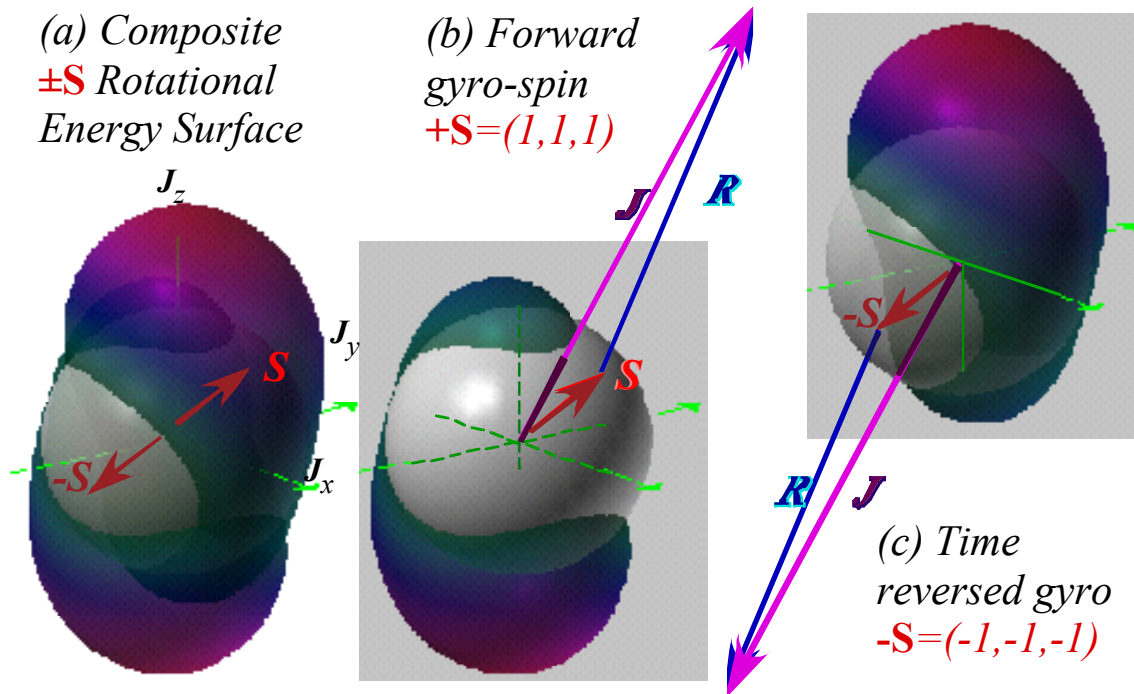 (a) Composite
±S Rotational
Energy Surface
J_z
J_y
J_x
S
-S
(b) Forward
gyro-spin
+S=(1,1,1)
J
R
S
-S
R
J
(c) Time
reversed gyro
-S=(-1,-1,-1)